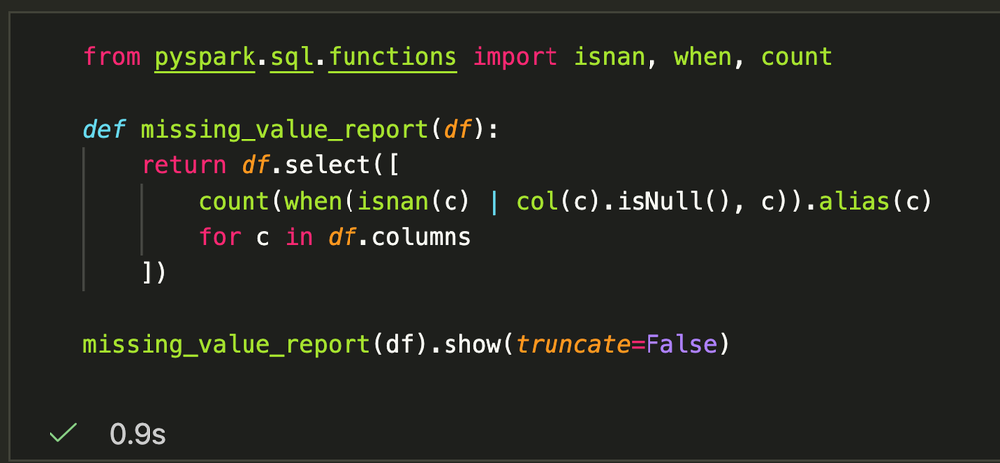 from pyspark.sql.functions import isnan, when, count
def missing_value_report(df):
return df.select([
count(when(isnan(c) | col(c).isNull(), c)).alias(c)
for c in df.columns
])
missing_value_report(df).show(truncate=False)
0.9s